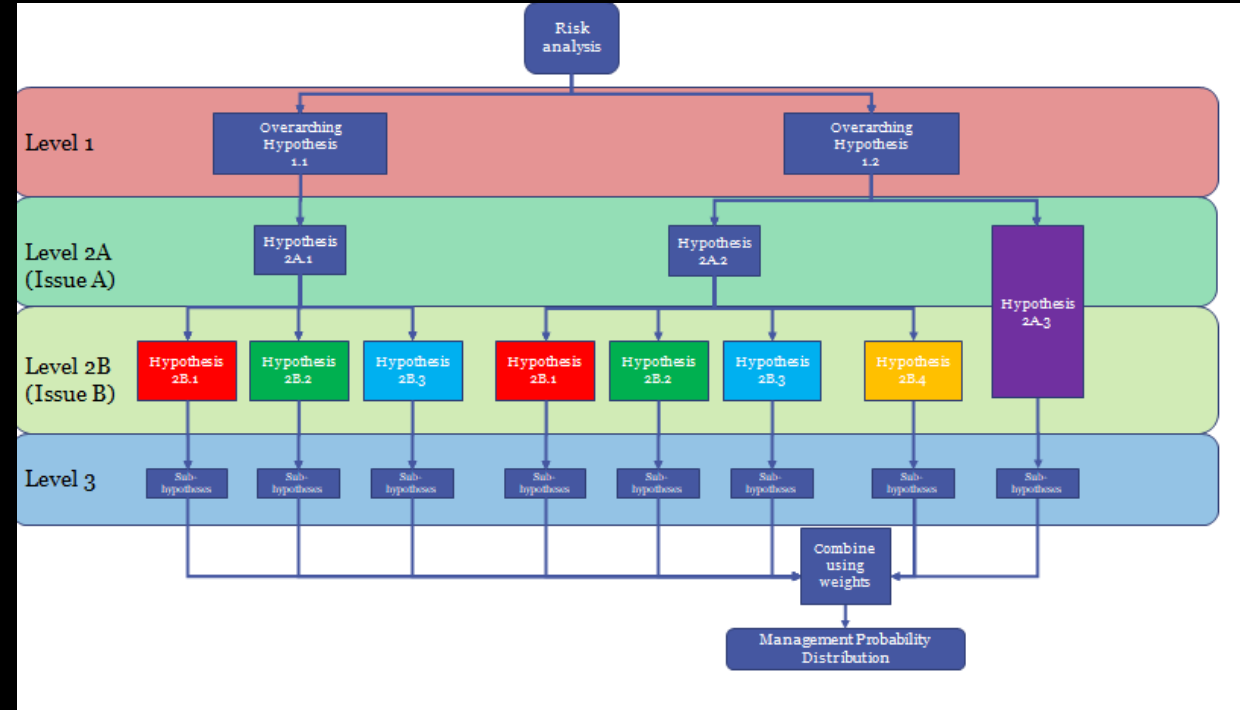 Risk
analysis
Level 1
Overarching
Hypothesis
1.1
Overarching
Hypothesis
1.2
Level 2A
(Issue A)
Hypothesis
2A.1
Hypothesis
2A.2
Hypothesis
2A.3
Level 2B
(Issue B)
Hypothesis
2B.1
Hypothesis
2B.2
Hypothesis
2B.3
Hypothesis
2B.1
Hypothesis
2B.2
Hypothesis
2B.3
Hypothesis
2B.4
Level 3
Sub-
hypotheses
Sub-
hypotheses
Sub-
hypotheses
Sub-
hypotheses
Sub-
hypotheses
Sub-
hypotheses
Sub-
hypotheses
Sub-
hypotheses
Combine
using
weights
Management Probability
Distribution